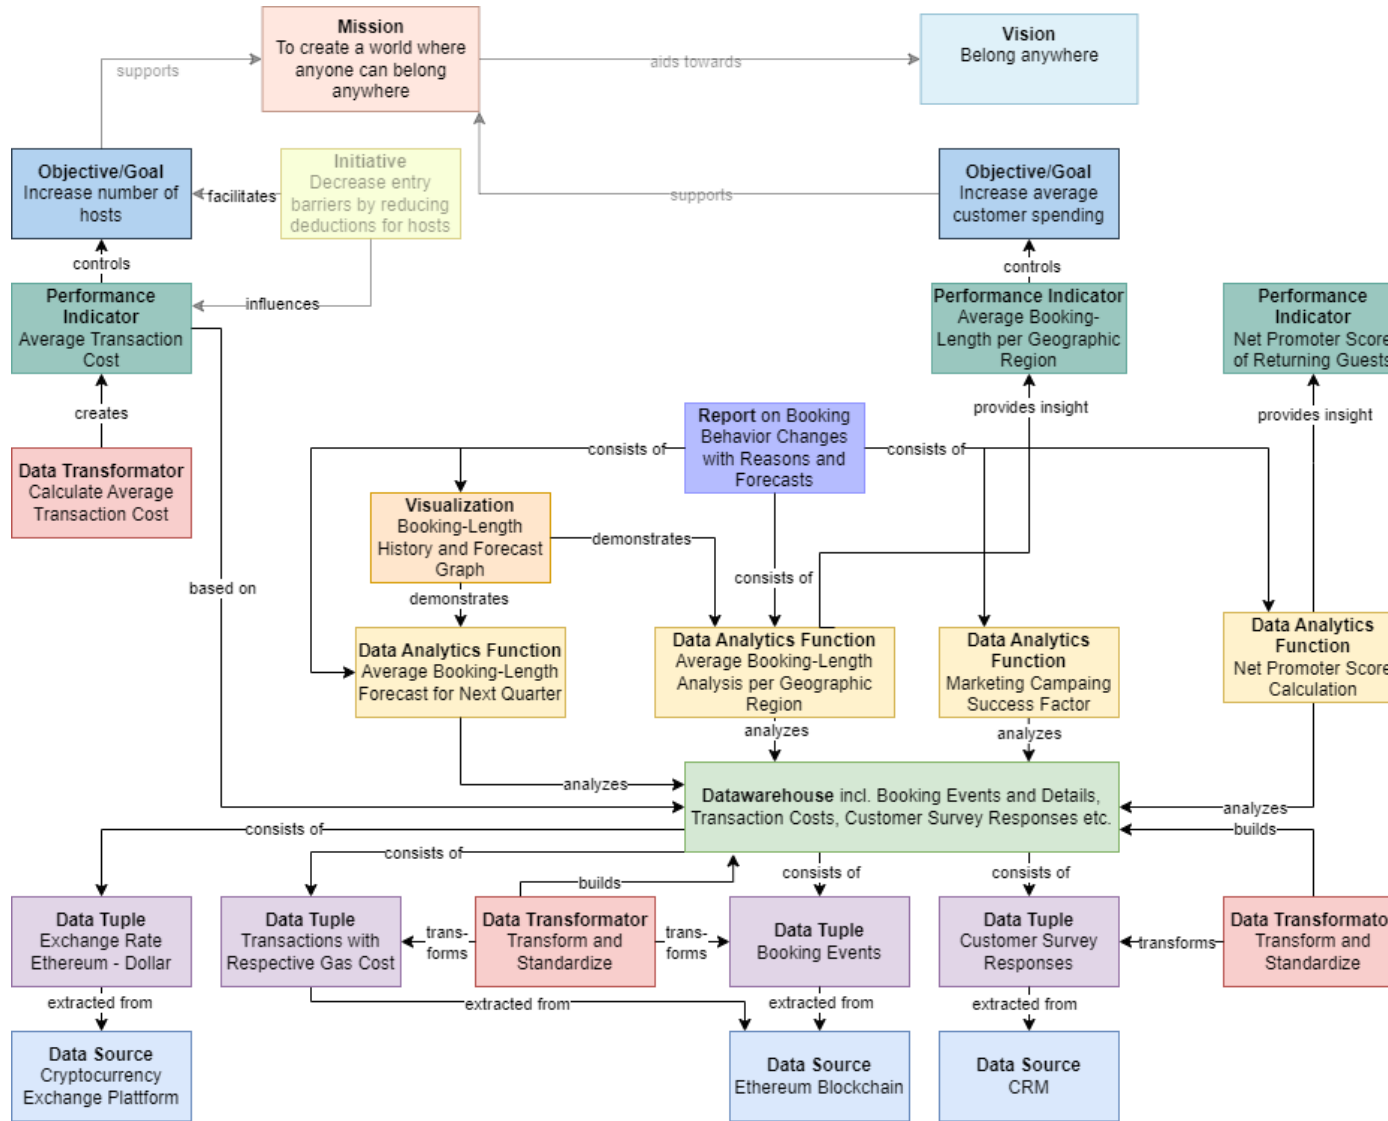 Mission
To create a world where
anyone can belong
anywhere
Vision
Belong anywhere
supports
aids towards
Objective/Goal
Increase number of
hosts
facilitates
Initiative
Decrease entry
barriers by reducing
deductions for hosts
supports
Objective/Goal
Increase average
customer spending
controls
controls
influences
Performance
Indicator
Average Transaction
Cost
Performance Indicator
Average Booking-
Length per Geographic
Region
Performance
Indicator
Net Promoter Score
of Returning Guests
creates
provides insight
provides insight
Report on Booking
Behavior Changes
with Reasons and
Forecasts
consists of
consists of
Data Transformator
Calculate Average
Transaction Cost
Visualization
Booking-Length
History and Forecast
Graph
demonstrates
consists of
based on
demonstrates
Data Analytics Function
Average Booking-Length
Forecast for Next Quarter
Data Analytics Function
Average Booking-Length
Analysis per Geographic
Region
Data Analytics
Function
Marketing Campaing
Success Factor
Data Analytics
Function
Net Promoter Score
Calculation
analyzes
analyzes
analyzes
analyzes
Datawarehouse incl. Booking Events and Details,
Transaction Costs, Customer Survey Responses etc.
consists of
builds
consists of
builds
consists of
consists of
Data Tuple
Exchange Rate
Ethereum - Dollar
Data Tuple
Transactions with
Respective Gas Cost
trans-
forms
Data Transformator
Transform and
Standardize
trans-
forms
Data Tuple
Booking Events
Data Tuple
Customer Survey
Responses
transforms
Data Transformato
Transform and
Standardize
extracted from
extracted from
extracted from
extracted from
Data Source
Cryptocurrency
Exchange Plattform
Data Source
Ethereum Blockchain
Data Source
CRM